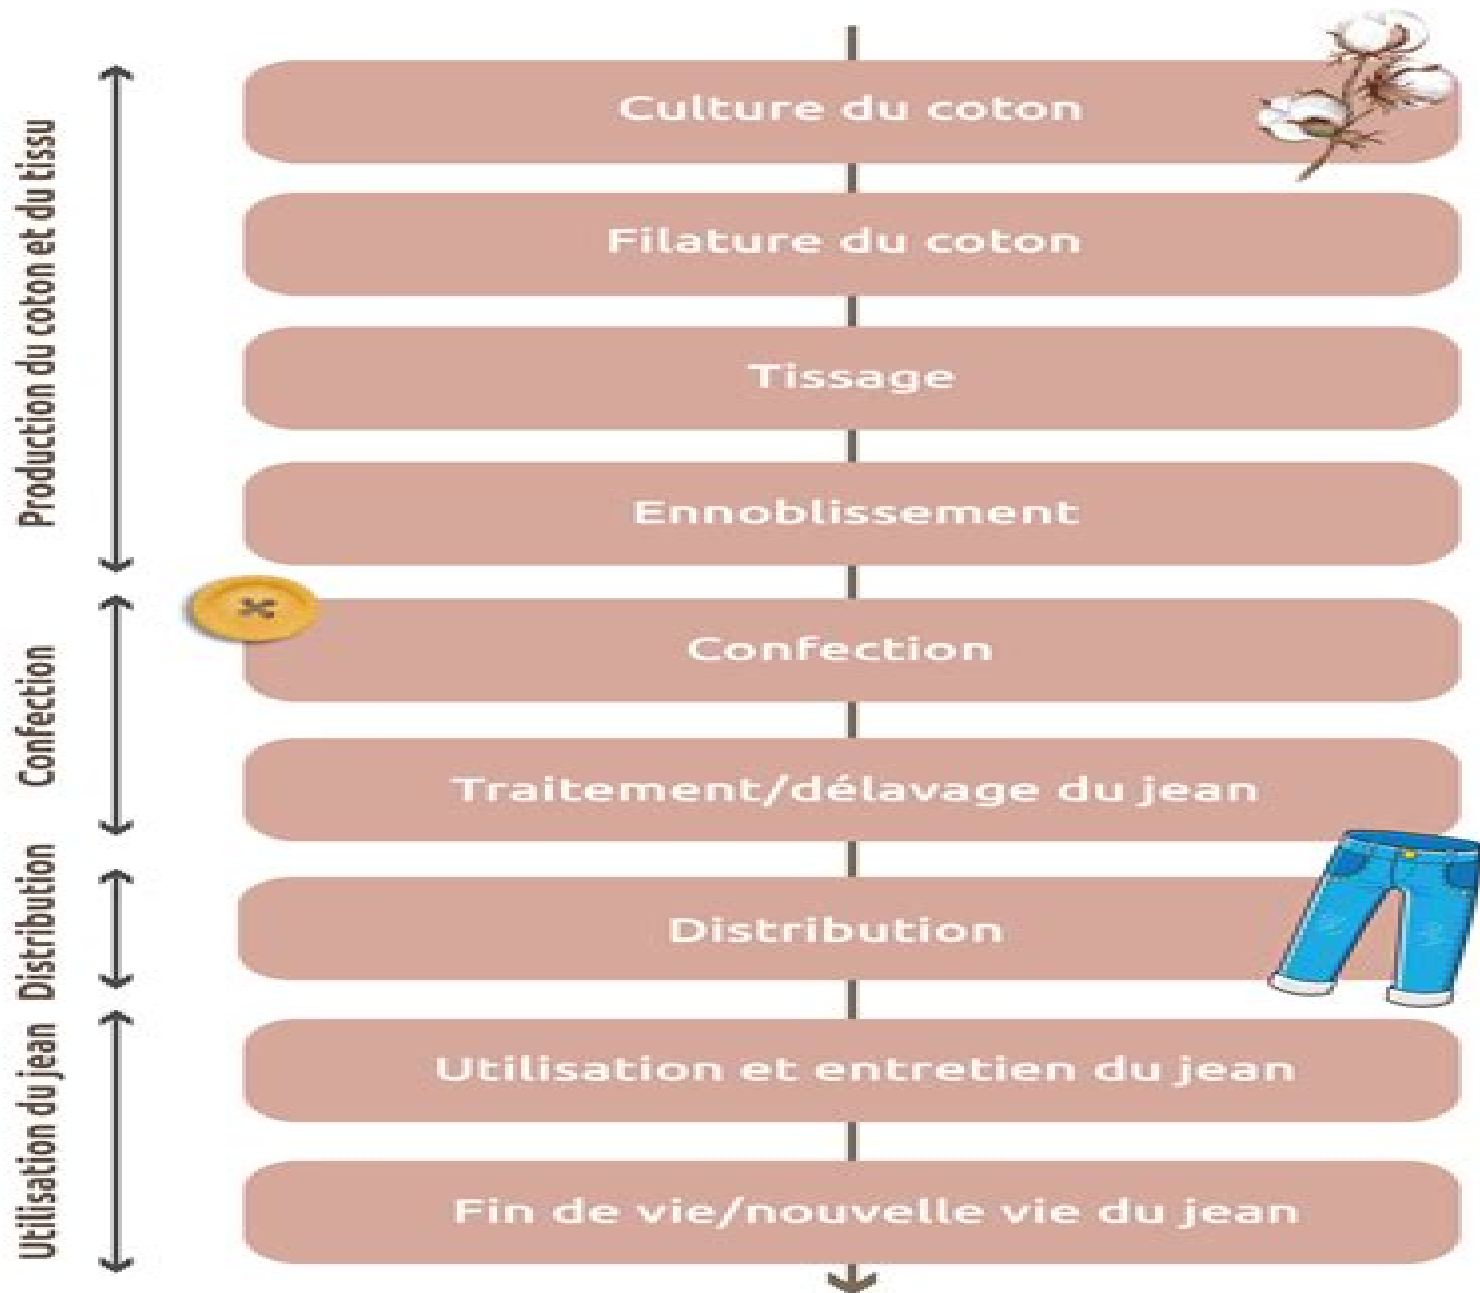 Production du coton et du tissu
Culture du coton
Filature du coton
Tissage
Ennoblissement
Confection
Confection
Traitement/délavage du jean
Distribution
Distribution
Utilisation du jean
Utilisation et entretien du jean
Fin de vie/nouvelle vie du jean